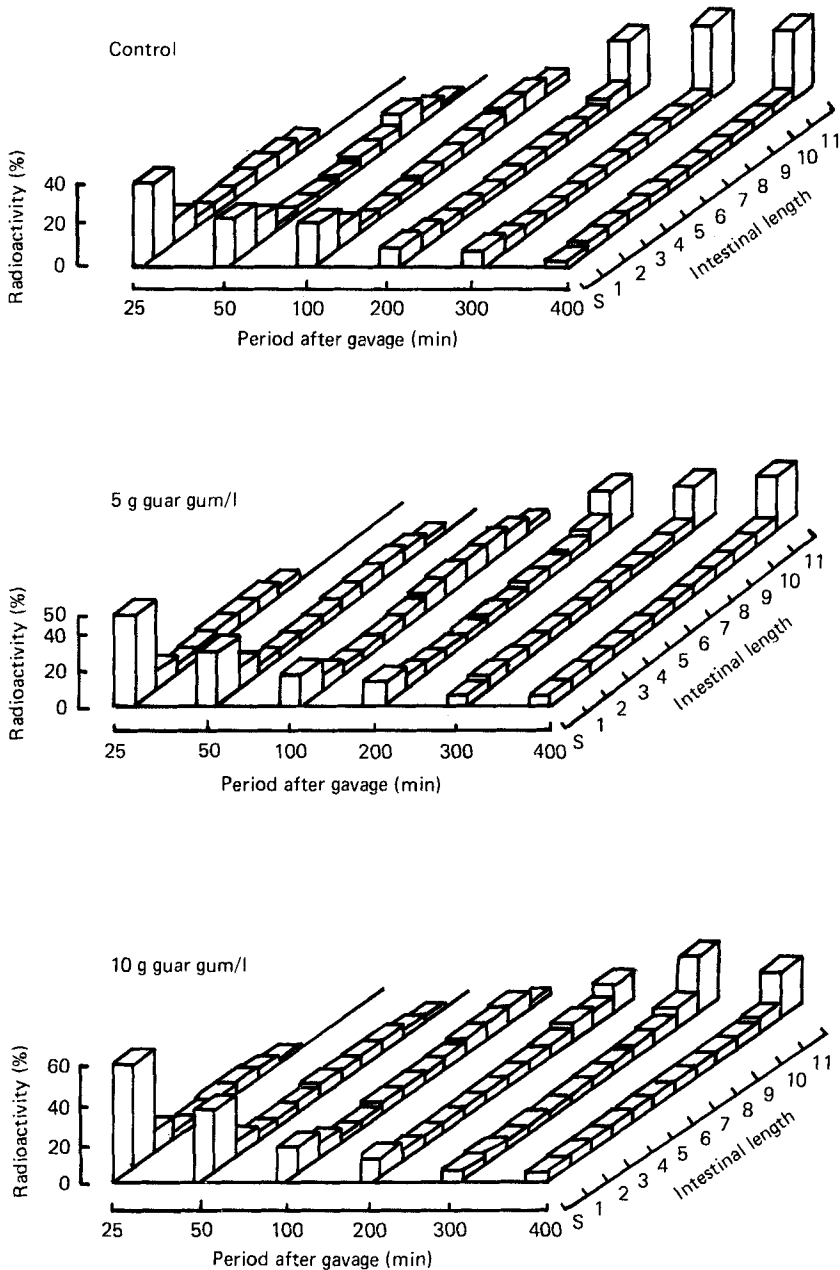 Control
Radioactivity (%)
40
20
0
25 50 100 200 300 400
Period after gavage (min)
S 1 2 3 4 5 6 7 8 9 10 11
Intestinal length
5 g guar gum/l
Radioactivity (%)
50
40
20
0
25 50 100 200 300 400
Period after gavage (min)
S 1 2 3 4 5 6 7 8 9 10 11
Intestinal length
10 g guar gum/l
Radioactivity (%)
60
40
20
0
25 50 100 200 300 400
Period after gavage (min)
S 1 2 3 4 5 6 7 8 9 10 11
Intestinal length